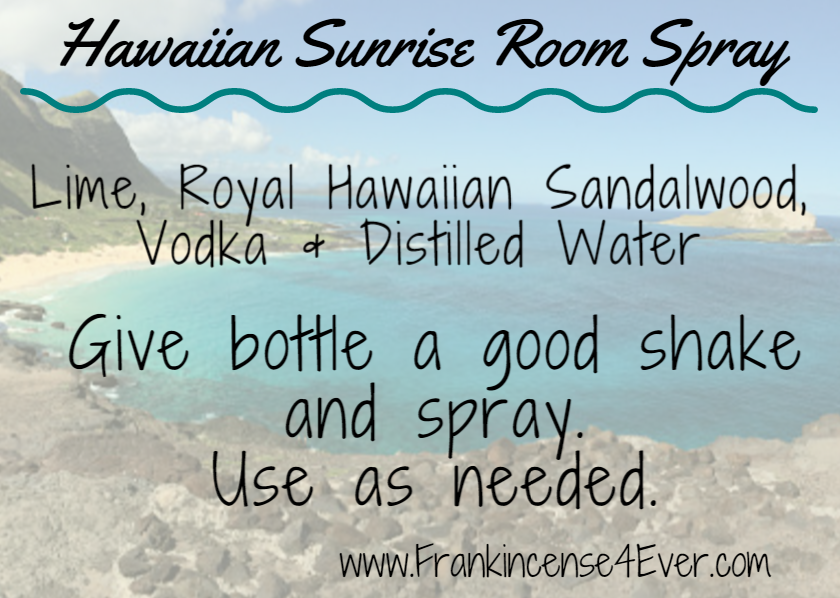 Hawaiian Sunrise Room Spray
Lime, Royal Hawaiian Sandalwood,
Vodka & Distilled Water
Give bottle a good shake
and spray.
Use as needed.
www.Frankincense4Ever.com